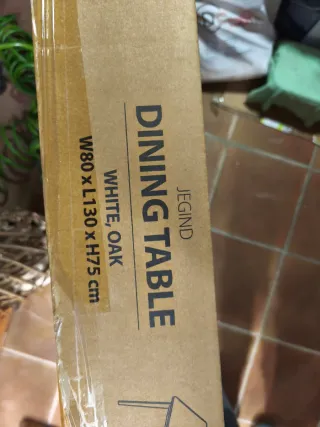 JEGIND
DINING TABLE
WHITE, OAK
W80 x L130 x H75 cm